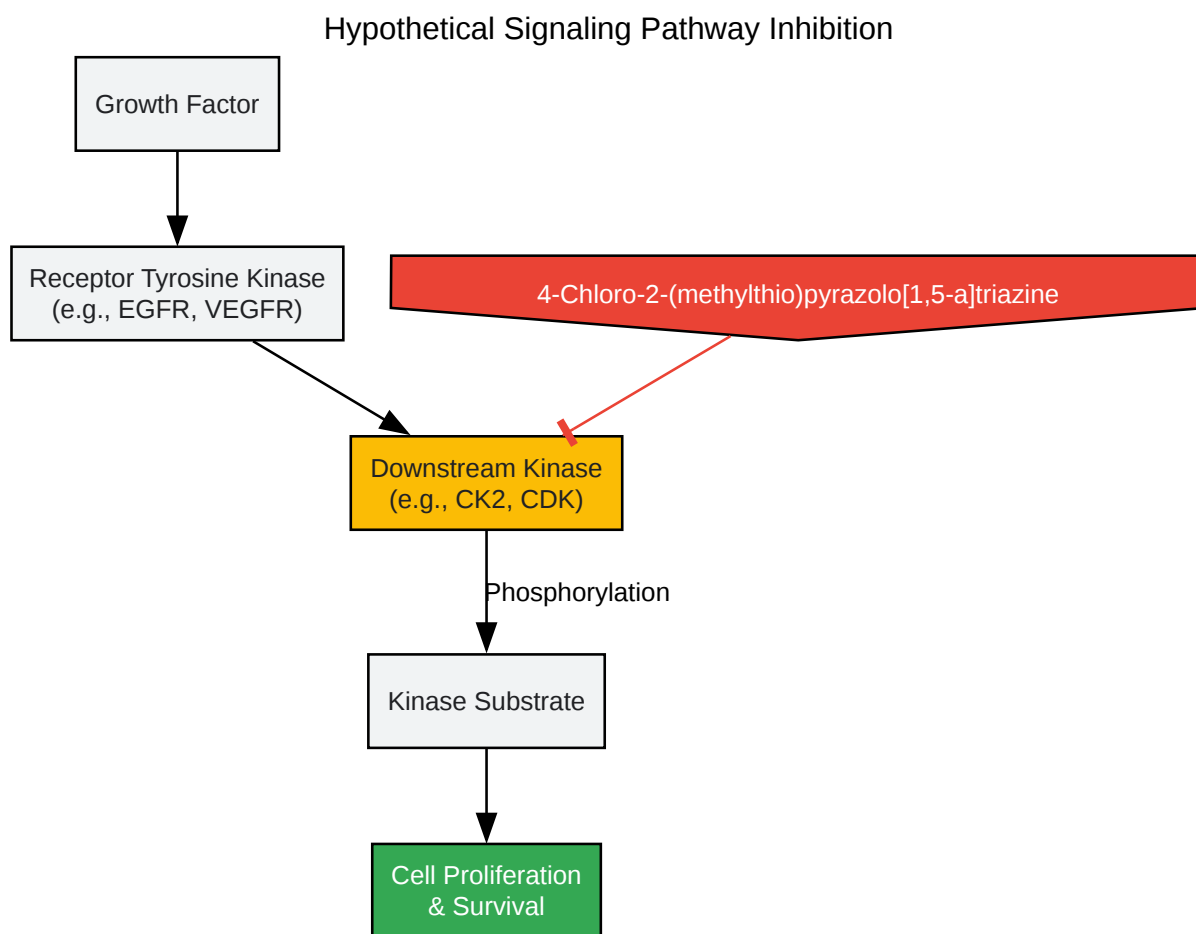 Hypothetical Signaling Pathway Inhibition
Growth Factor
Receptor Tyrosine Kinase
(e.g., EGFR, VEGFR)
4-Chloro-2-(methylthio)pyrazolo[1,5-a]triazine
Downstream Kinase
(e.g., CK2, CDK)
Phosphorylation
Kinase Substrate
Cell Proliferation
& Survival